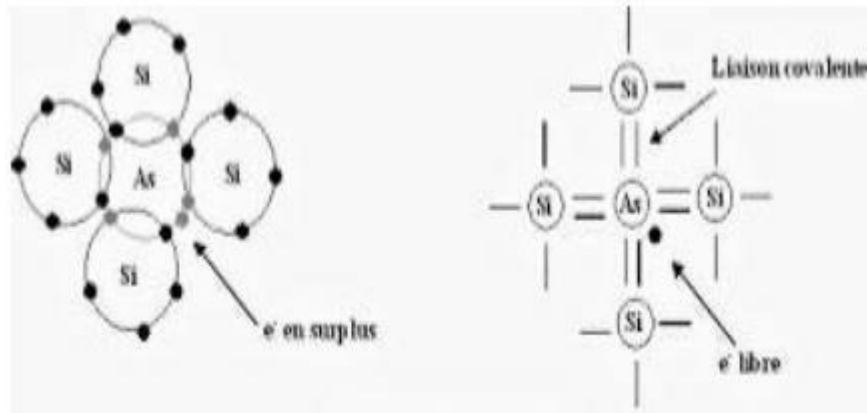 Si
Si
As
Si
Si
e⁻ en surplus
Liaison covalente
Si
Si
As
Si
Si
e⁻ libre